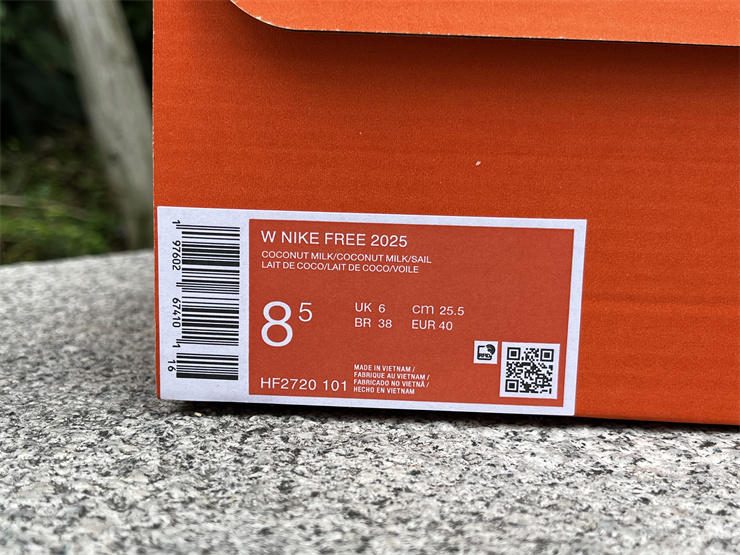 W NIKE FREE 2025
COCONUT MILK/COCONUT MILK/SAIL
LAIT DE COCO/LAIT DE COCO/VOILE
8 5
UK 6 cm 25.5
BR 38 EUR 40
HF2720 101
MADE IN VIETNAM /
FABRIQUE AU VIETNAM /
FABRICADO NO VIETNÃ /
HECHO EN VIETNAM
RFID
1 97602 67410 1 16